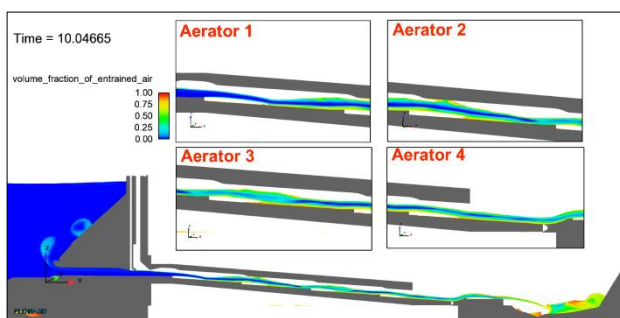 Time = 10.04665
volume_fraction_of_entrained_air
1.00
0.75
0.50
0.25
0.00
Aerator 1
Aerator 2
Aerator 3
Aerator 4
FLOW-3D